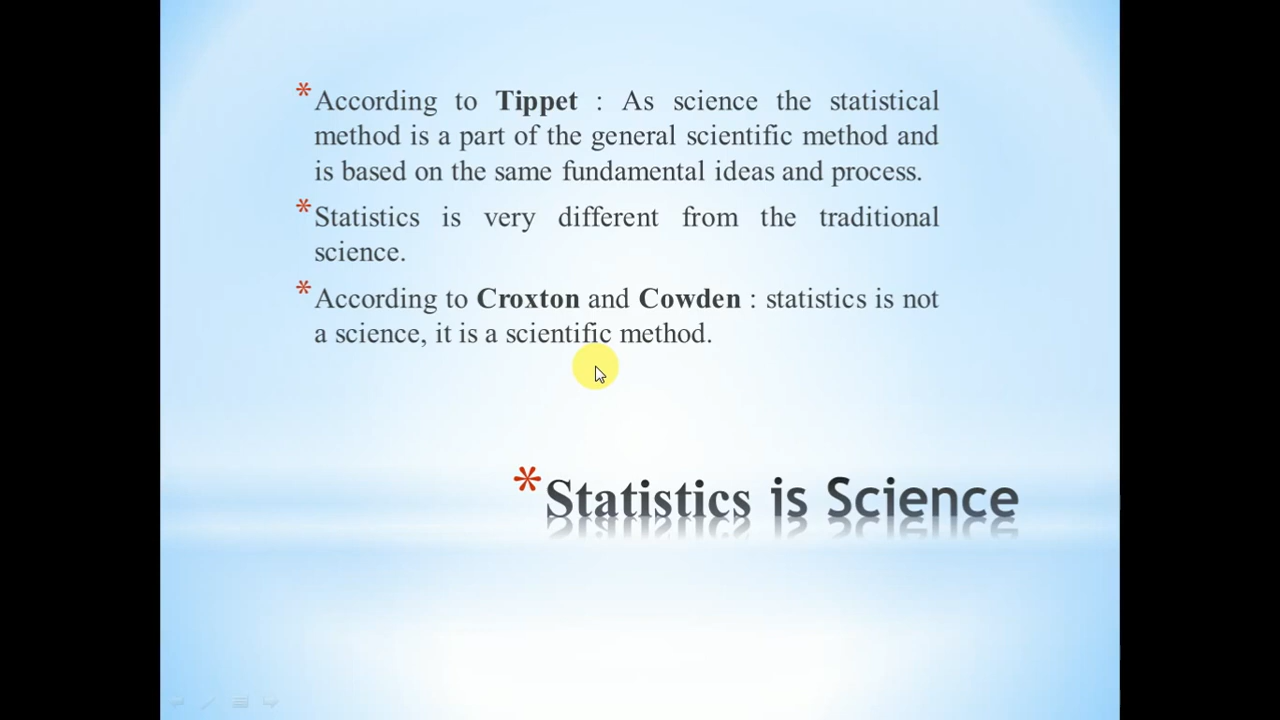 * According to Tippet : As science the statistical
method is a part of the general scientific method and
is based on the same fundamental ideas and process.
* Statistics is very different from the traditional
science.
* According to Croxton and Cowden : statistics is not
a science, it is a scientific method.
* Statistics is Science